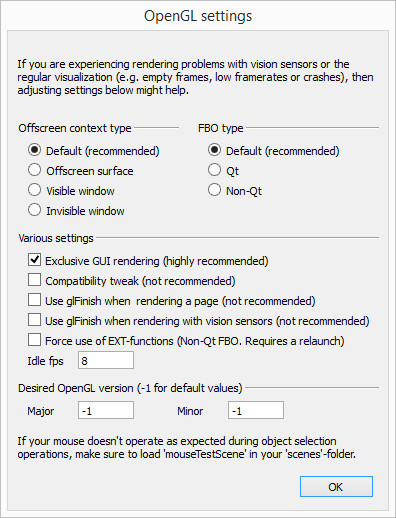 OpenGL settings
If you are experiencing rendering problems with vision sensors or the
regular visualization (e.g. empty frames, low framerates or crashes), then
adjusting settings below might help.
Offscreen context type
Default (recommended)
Offscreen surface
Visible window
Invisible window
FBO type
Default (recommended)
Qt
Non-Qt
Various settings
Exclusive GUI rendering (highly recommended)
Compatibility tweak (not recommended)
Use glFinish when rendering a page (not recommended)
Use glFinish when rendering with vision sensors (not recommended)
Force use of EXT-functions (Non-Qt FBO. Requires a relaunch)
Idle fps 8
Desired OpenGL version (-1 for default values)
Major -1 Minor -1
If your mouse doesn't operate as expected during object selection
operations, make sure to load 'mouseTestScene' in your 'scenes'-folder.
OK